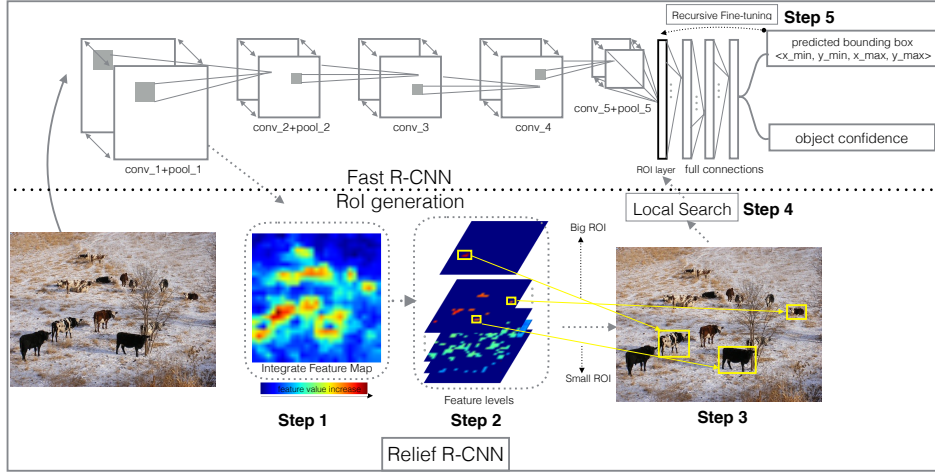 Recursive Fine-tuning
Step 5
predicted bounding box
<x_min, y_min, x_max, y_max>
conv_1+pool_1
conv_2+pool_2
conv_3
conv_4
conv_5+pool_5
ROI layer
full connections
object confidence
Fast R-CNN
RoI generation
Local Search
Step 4
Integrate Feature Map
feature value increase
Step 1
Feature levels
Step 2
Big ROI
Small ROI
Step 3
Relief R-CNN